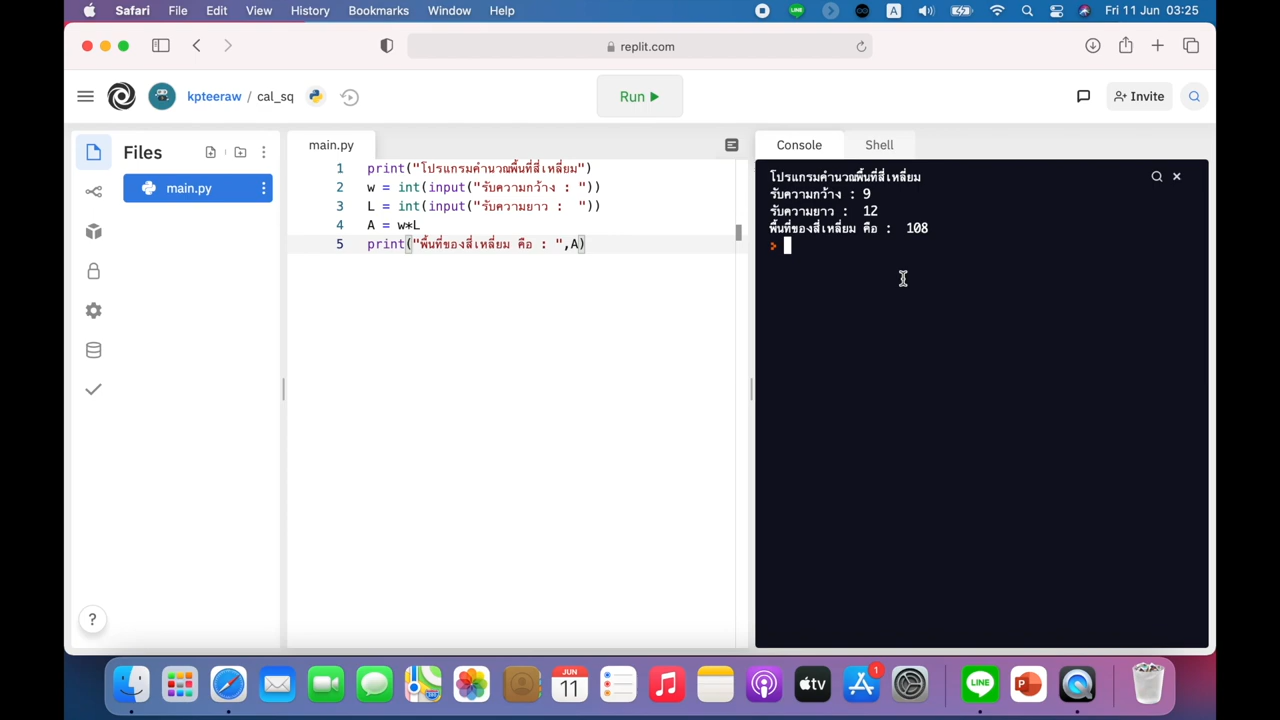 Safari File Edit View History Bookmarks Window Help A Fri 11 Jun 03:25
replit.com
kpteeraw / cal_sq Run Invite
Files
main.py
main.py
1 print("โปรแกรมคำนวณพื้นที่สี่เหลี่ยม")
2 w = int(input("รับความกว้าง : "))
3 L = int(input("รับความยาว :  "))
4 A = w*L
5 print("พื้นที่ของสี่เหลี่ยม คือ : ",A)
Console Shell
โปรแกรมคำนวณพื้นที่สี่เหลี่ยม
รับความกว้าง : 9
รับความยาว :  12
พื้นที่ของสี่เหลี่ยม คือ :  108
?
JUN
11
tv
1
LINE
P